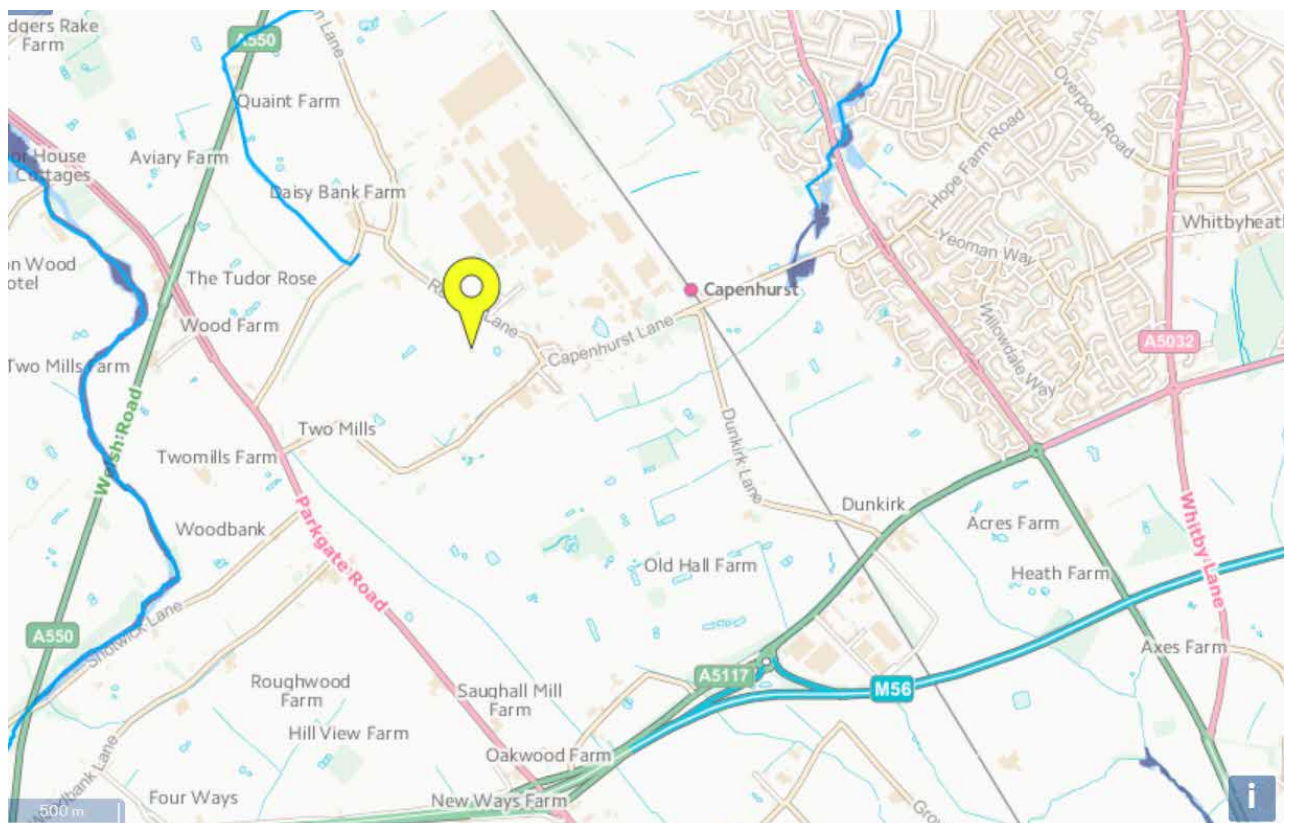 Rake
Farm
A550
Lane
Quaint Farm
Overpool Road
House
Cottages
Aviary Farm
Daisy Bank Farm
Hope Farm Road
Whitbyheath
Yeoman Way
Wood
The Tudor Rose
Capenhurst
Lane
Wood Farm
Capenhurst Lane
Willowdale Way
A5032
Two Mills Farm
Welsh Road
Two Mills
Dunkirk Lane
Twomills Farm
Dunkirk
Whitby Lane
Woodbank
Acres Farm
Parkgate Road
Old Hall Farm
Heath Farm
A550
Shotwick Lane
Axes Farm
A5117
M56
Roughwood
Farm
Saughall Mill
Farm
Hill View Farm
Oakwood Farm
Lane
Four Ways
New Ways Farm
500 m
i